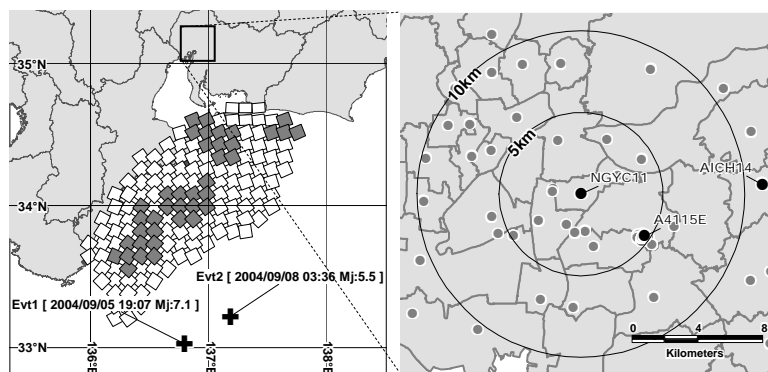 35°N
34°N
33°N
136°E
137°E
138°E
Evt2 [ 2004/09/08 03:36 Mj:5.5 ]
Evt1 [ 2004/09/05 19:07 Mj:7.1 ]
10km
5km
NGYC11
AICH14
A4115E
0 4 8
Kilometers